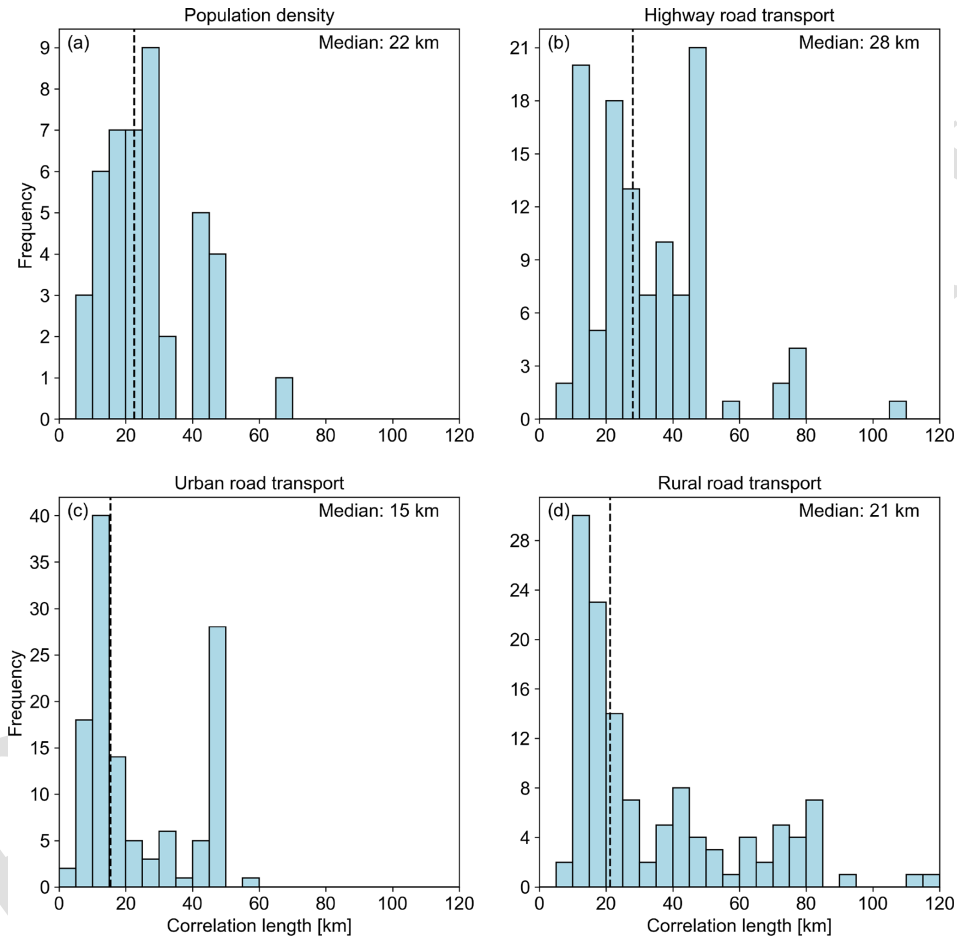 Population density
(a)
Median: 22 km
9
8
7
6
5
4
3
2
1
0
Frequency
0 20 40 60 80 100 120
Highway road transport
(b)
Median: 28 km
21
18
15
12
9
6
3
0
0 20 40 60 80 100 120
Urban road transport
(c)
Median: 15 km
40
35
30
25
20
15
10
5
0
Frequency
0 20 40 60 80 100 120
Correlation length [km]
Rural road transport
(d)
Median: 21 km
28
24
20
16
12
8
4
0
0 20 40 60 80 100 120
Correlation length [km]